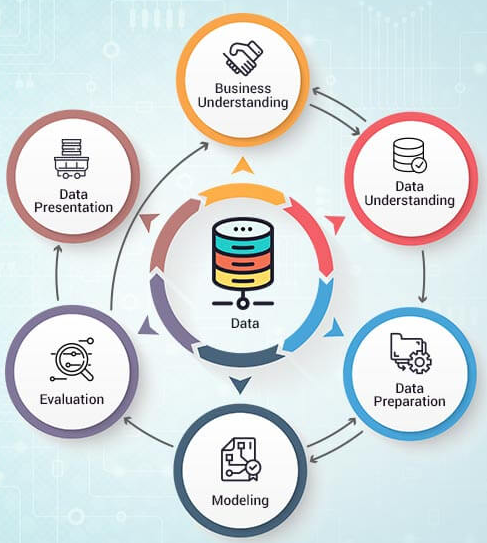 Business
Understanding
Data
Understanding
Data
Preparation
Modeling
Evaluation
Data
Presentation
Data